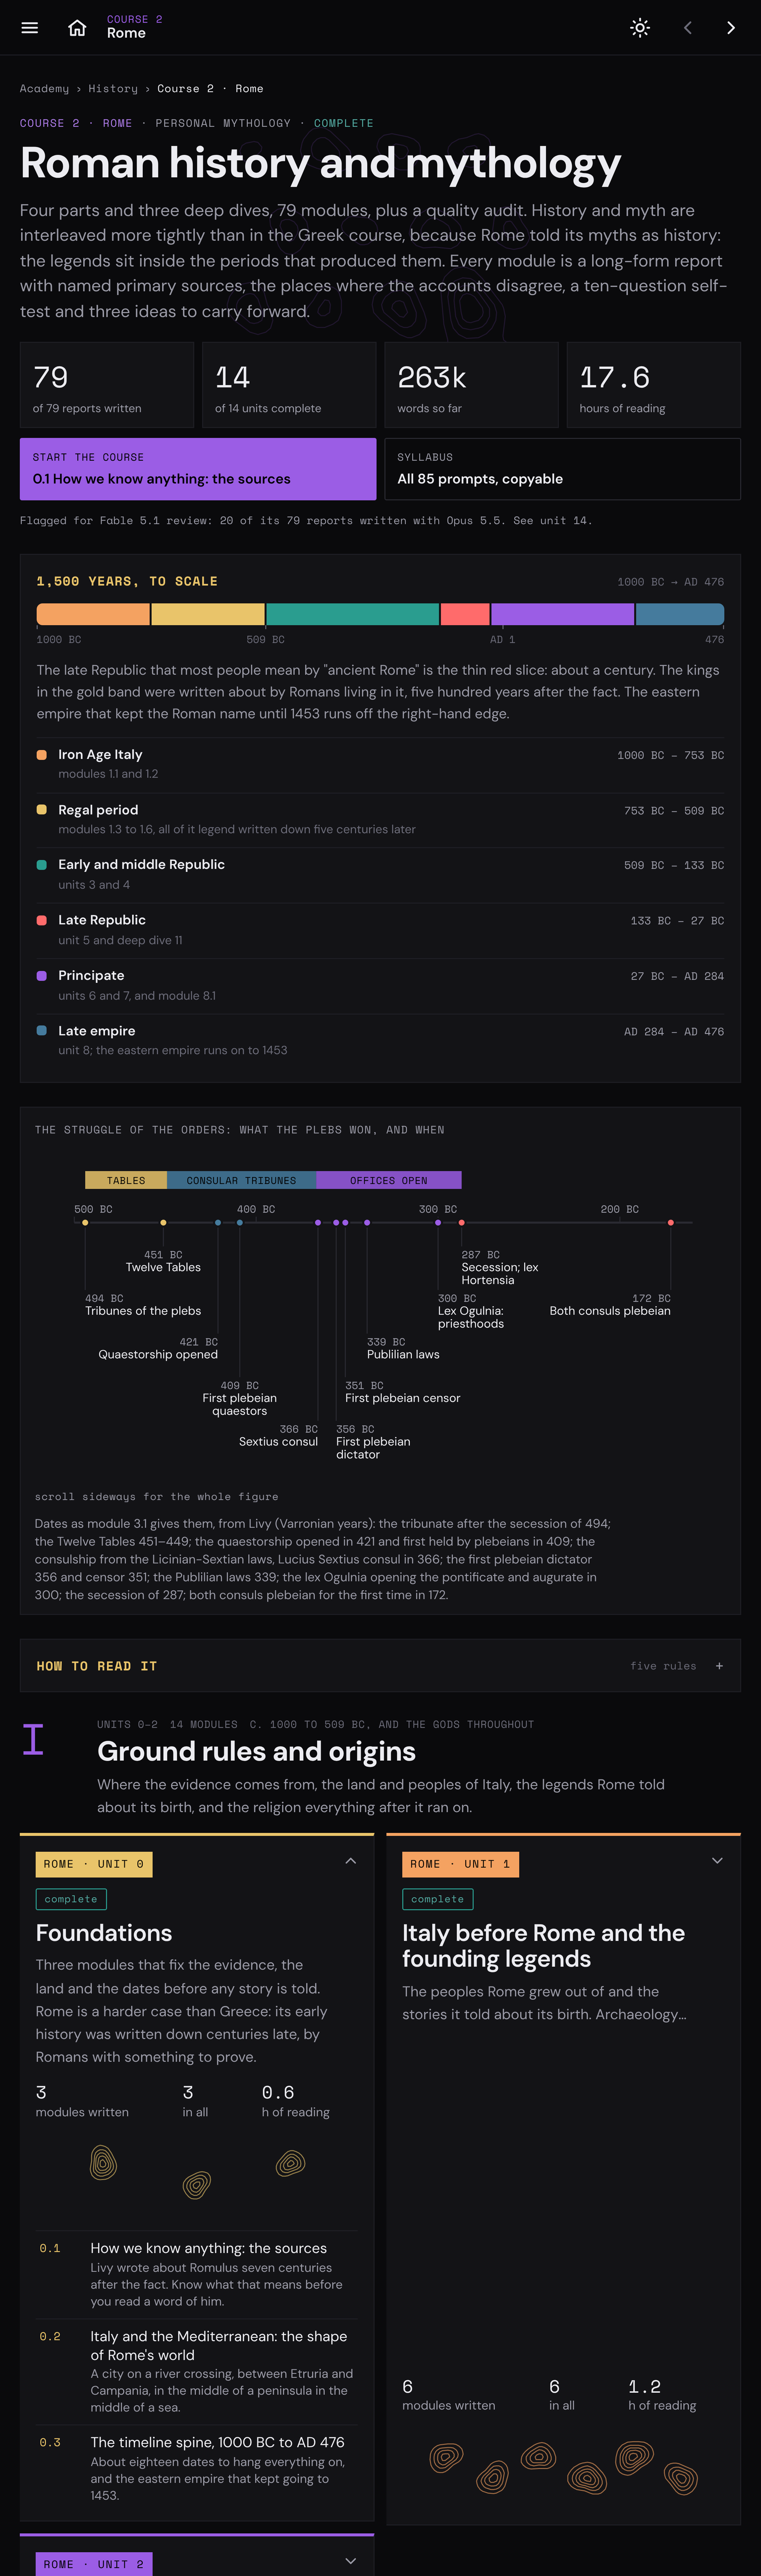 COURSE 2
Rome
Academy › History › Course 2 · Rome
COURSE 2 · ROME · PERSONAL MYTHOLOGY · COMPLETE
Roman history and mythology
Four parts and three deep dives, 79 modules, plus a quality audit. History and myth are
interleaved more tightly than in the Greek course, because Rome told its myths as history:
the legends sit inside the periods that produced them. Every module is a long-form report
with named primary sources, the places where the accounts disagree, a ten-question self-
test and three ideas to carry forward.
79
of 79 reports written
14
of 14 units complete
263k
words so far
17.6
hours of reading
START THE COURSE
0.1 How we know anything: the sources
SYLLABUS
All 85 prompts, copyable
Flagged for Fable 5.1 review: 20 of its 79 reports written with Opus 5.5. See unit 14.
1,500 YEARS, TO SCALE
1000 BC → AD 476
1000 BC
509 BC
AD 1
476
The late Republic that most people mean by "ancient Rome" is the thin red slice: about a century. The kings
in the gold band were written about by Romans living in it, five hundred years after the fact. The eastern
empire that kept the Roman name until 1453 runs off the right-hand edge.
Iron Age Italy
1000 BC – 753 BC
modules 1.1 and 1.2
Regal period
753 BC – 509 BC
modules 1.3 to 1.6, all of it legend written down five centuries later
Early and middle Republic
509 BC – 133 BC
units 3 and 4
Late Republic
133 BC – 27 BC
unit 5 and deep dive 11
Principate
27 BC – AD 284
units 6 and 7, and module 8.1
Late empire
AD 284 – AD 476
unit 8; the eastern empire runs on to 1453
THE STRUGGLE OF THE ORDERS: WHAT THE PLEBS WON, AND WHEN
TABLES
CONSULAR TRIBUNES
OFFICES OPEN
500 BC
400 BC
300 BC
200 BC
451 BC
Twelve Tables
287 BC
Secession; lex
Hortensia
494 BC
Tribunes of the plebs
300 BC
Lex Ogulnia:
priesthoods
172 BC
Both consuls plebeian
421 BC
Quaestorship opened
339 BC
Publilian laws
409 BC
First plebeian
quaestors
351 BC
First plebeian censor
366 BC
Sextius consul
356 BC
First plebeian
dictator
scroll sideways for the whole figure
Dates as module 3.1 gives them, from Livy (Varronian years): the tribunate after the secession of 494;
the Twelve Tables 451–449; the quaestorship opened in 421 and first held by plebeians in 409; the
consulship from the Licinian-Sextian laws, Lucius Sextius consul in 366; the first plebeian dictator
356 and censor 351; the Publilian laws 339; the lex Ogulnia opening the pontificate and augurate in
300; the secession of 287; both consuls plebeian for the first time in 172.
HOW TO READ IT
five rules +
I
UNITS 0–2 14 MODULES C. 1000 TO 509 BC, AND THE GODS THROUGHOUT
Ground rules and origins
Where the evidence comes from, the land and peoples of Italy, the legends Rome told
about its birth, and the religion everything after it ran on.
ROME · UNIT 0
complete
Foundations
Three modules that fix the evidence, the
land and the dates before any story is told.
Rome is a harder case than Greece: its early
history was written down centuries late, by
Romans with something to prove.
3
modules written
3
in all
0.6
h of reading
0.1
How we know anything: the sources
Livy wrote about Romulus seven centuries
after the fact. Know what that means before
you read a word of him.
0.2
Italy and the Mediterranean: the shape
of Rome's world
A city on a river crossing, between Etruria and
Campania, in the middle of a peninsula in the
middle of a sea.
0.3
The timeline spine, 1000 BC to AD 476
About eighteen dates to hang everything on,
and the eastern empire that kept going to
1453.
ROME · UNIT 1
complete
Italy before Rome and the
founding legends
The peoples Rome grew out of and the
stories it told about its birth. Archaeology…
6
modules written
6
in all
1.2
h of reading
ROME · UNIT 2